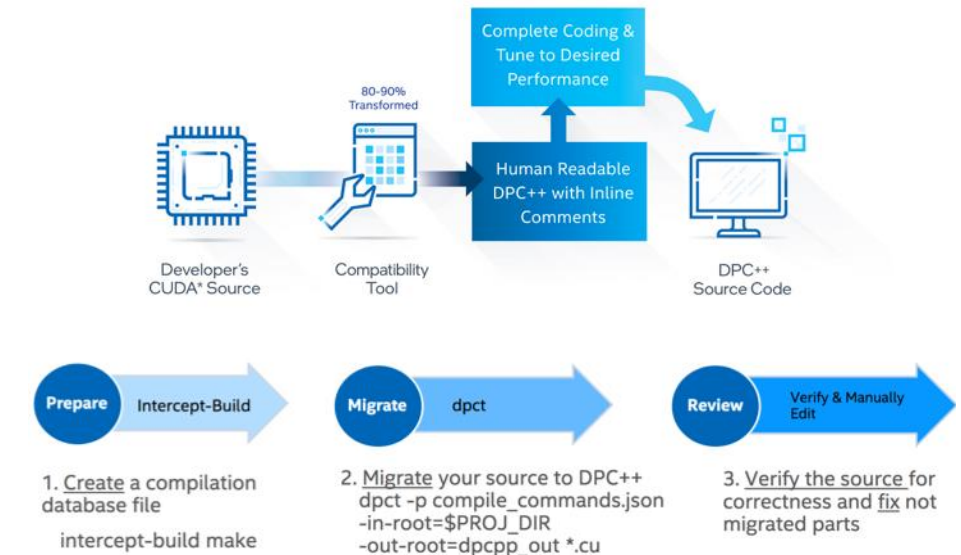 Complete Coding &
Tune to Desired
Performance
80-90%
Transformed
Human Readable
DPC++ with Inline
Comments
Developer's
CUDA* Source
Compatibility
Tool
DPC++
Source Code
Prepare
Intercept-Build
Migrate
dpct
Review
Verify & Manually
Edit
1. Create a compilation
database file
intercept-build make
2. Migrate your source to DPC++
dpct -p compile_commands.json
-in-root=$PROJ_DIR
-out-root=dpcpp_out *.cu
3. Verify the source for
correctness and fix not
migrated parts